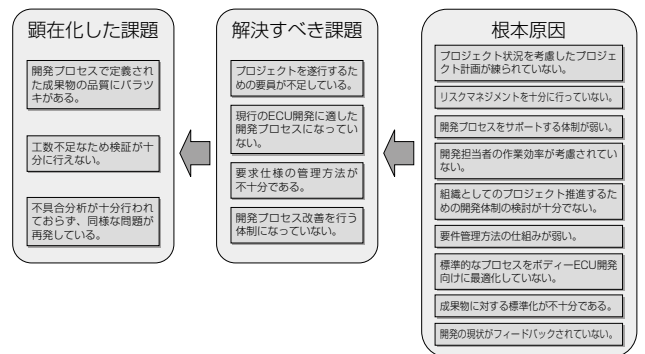 顕在化した課題
開発プロセスで定義され
た成果物の品質にバラツ
キがある。
工数不足なため検証が十
分に行えない。
不具合分析が十分行われ
ておらず、同様な問題が
再発している。
解決すべき課題
プロジェクトを遂行するた
めの要員が不足している。
現行のECU開発に適した
開発プロセスになってい
ない。
要求仕様の管理方法が
不十分である。
開発プロセス改善を行う
体制になっていない。
根本原因
プロジェクト状況を考慮したプロジェ
クト計画が練られていない。
リスクマネジメントを十分に行っていない。
開発プロセスをサポートする体制が弱い。
開発担当者の作業効率が考慮されてい
ない。
組織としてのプロジェクト推進するた
めの開発体制の検討が十分でない。
要件管理方法の仕組みが弱い。
標準的なプロセスをボディーECU開発
向けに最適化していない。
成果物に対する標準化が不十分である。
開発の現状がフィードバックされていない。